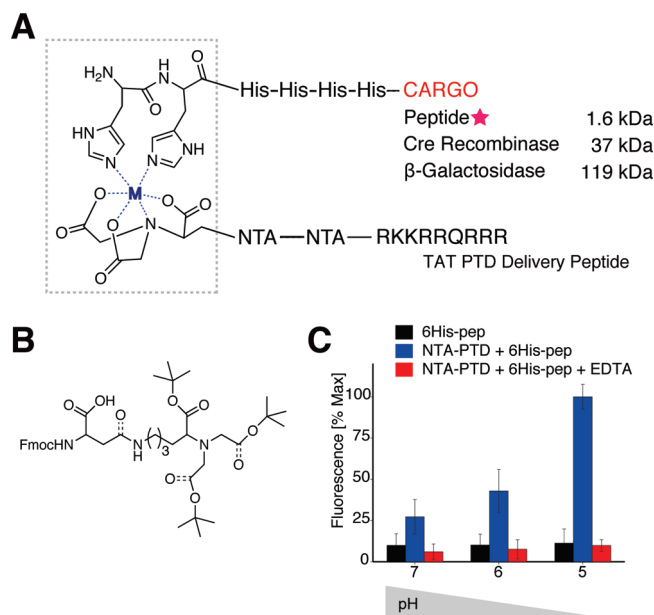 A
H₂N
H
N
O
O
His-His-His-His-CARGO
Peptide★ 1.6 kDa
Cre Recombinase 37 kDa
β-Galactosidase 119 kDa
HN
NH
N
N
O
M
O
O
O
O
N
O
O
NTA—NTA—RKKRRQRRR
TAT PTD Delivery Peptide
B
O
OH
O
O
O
O
FmocHN
N
H
3
N
O
O
O
O
C
6His-pep
NTA-PTD + 6His-pep
NTA-PTD + 6His-pep + EDTA
Fluorescence [% Max]
100
75
50
25
0
7 6 5
pH